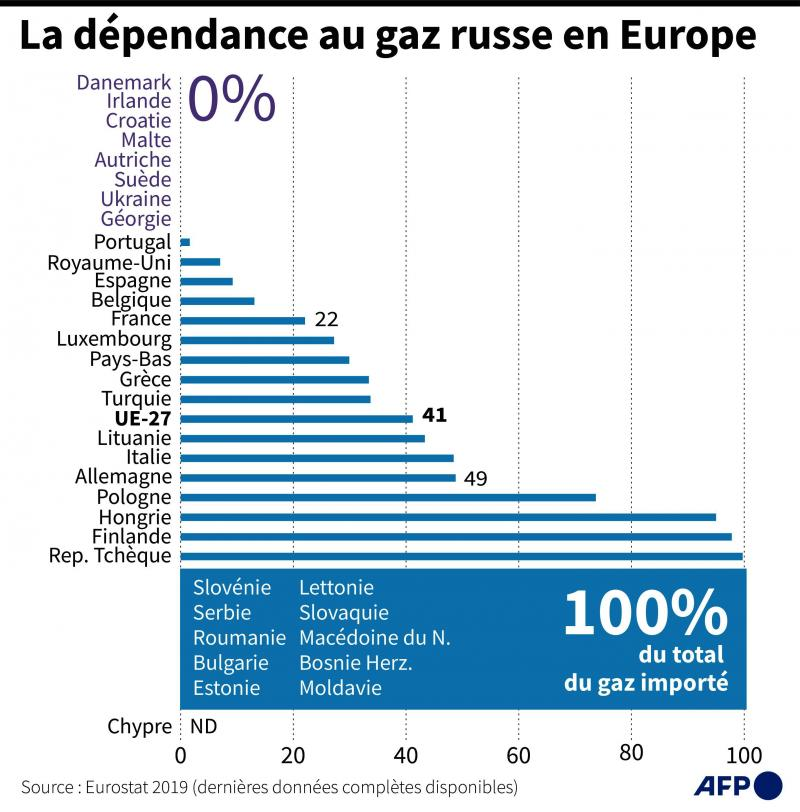 La dépendance au gaz russe en Europe
Danemark
0%
Irlande
Croatie
Malte
Autriche
Suède
Ukraine
Géorgie
Portugal
Royaume-Uni
Espagne
Belgique
France 22
Luxembourg
Pays-Bas
Grèce
Turquie
UE-27 41
Lituanie
Italie
Allemagne 49
Pologne
Hongrie
Finlande
Rep. Tchèque
Slovénie Lettonie
Serbie Slovaquie
Roumanie Macédoine du N.
Bulgarie Bosnie Herz.
Estonie Moldavie
100%
du total
du gaz importé
Chypre ND
0 20 40 60 80 100
Source : Eurostat 2019 (dernières données complètes disponibles)
AFP